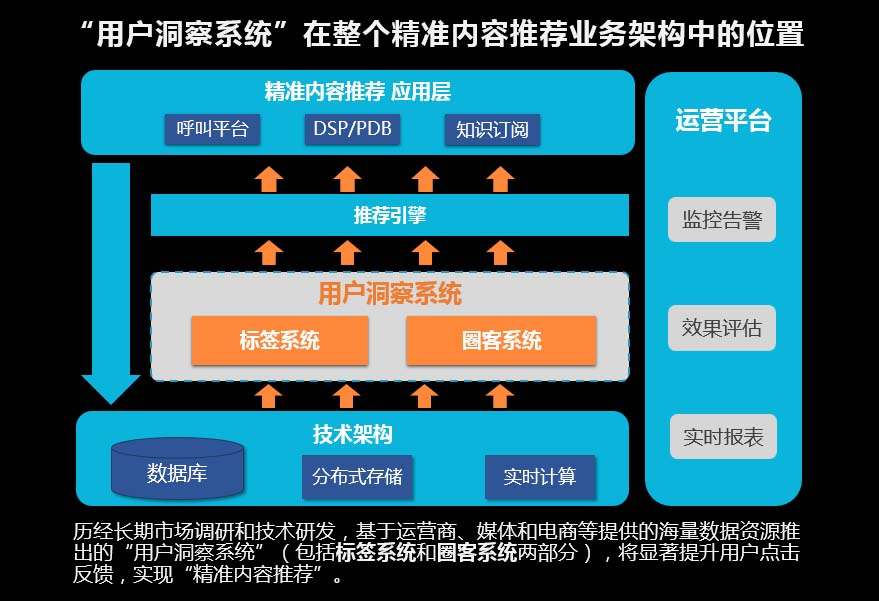 “用户洞察系统”在整个精准内容推荐业务架构中的位置
精准内容推荐 应用层
呼叫平台
DSP/PDB
知识订阅
推荐引擎
用户洞察系统
标签系统
圈客系统
技术架构
数据库
分布式存储
实时计算
运营平台
监控告警
效果评估
实时报表
历经长期市场调研和技术研发，基于运营商、媒体和电商等提供的海量数据资源推
出的“用户洞察系统”（包括标签系统和圈客系统两部分），将显著提升用户点击
反馈，实现“精准内容推荐”。